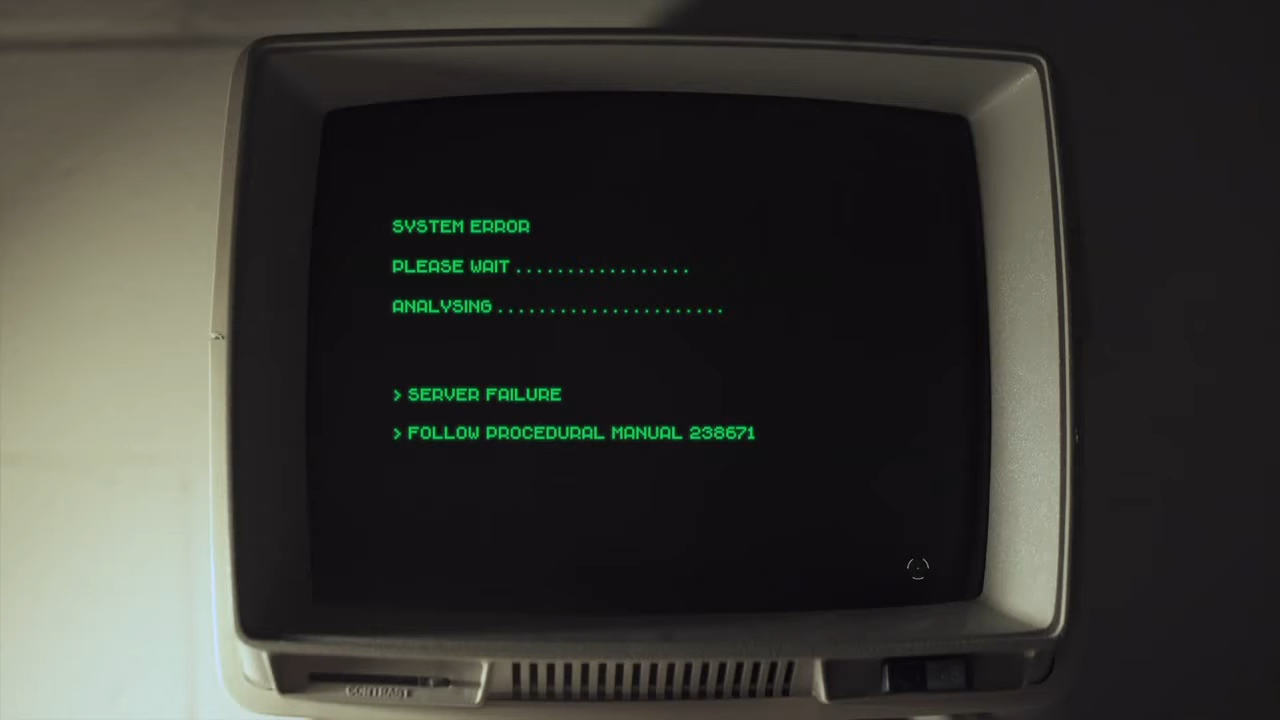 SYSTEM ERROR
PLEASE WAIT .................
ANALYSING ......................
> SERVER FAILURE
> FOLLOW PROCEDURAL MANUAL 238671
CONTRAST